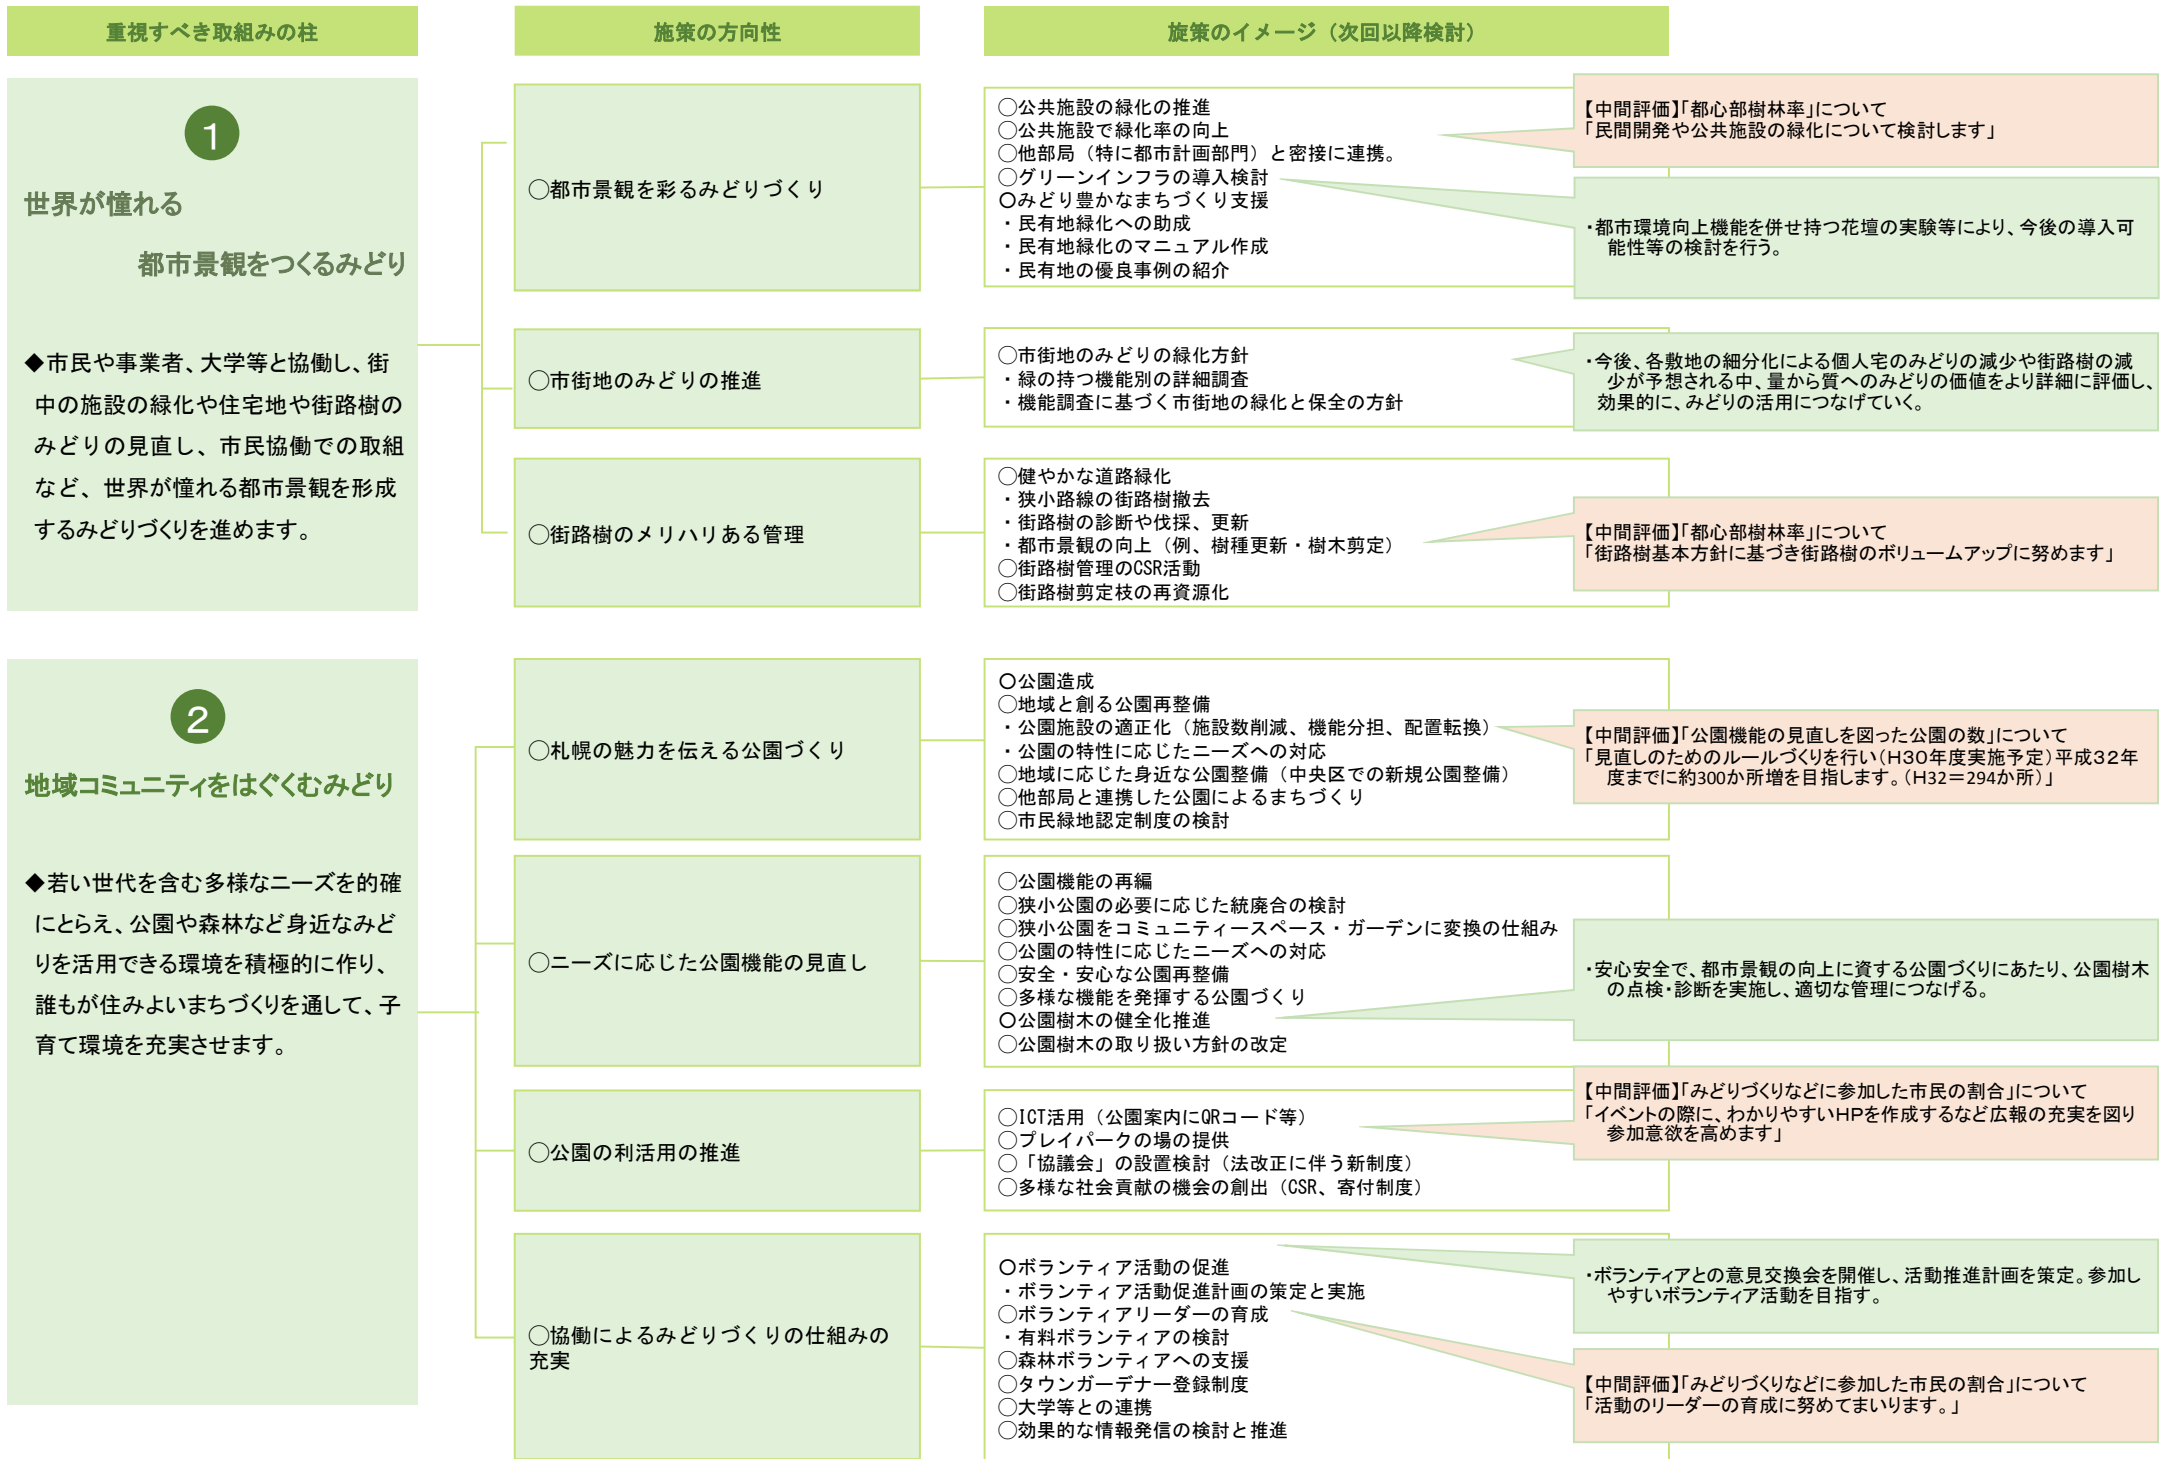 重視すべき取組みの柱
施策の方向性
旋策のイメージ（次回以降検討）
1
世界が憧れる
都市景観をつくるみどり
◆市民や事業者、大学等と協働し、街
中の施設の緑化や住宅地や街路樹の
みどりの見直し、市民協働での取組
など、世界が憧れる都市景観を形成
するみどりづくりを進めます。
○都市景観を彩るみどりづくり
○公共施設の緑化の推進
○公共施設で緑化率の向上
○他部局（特に都市計画部門）と密接に連携。
○グリーンインフラの導入検討
○みどり豊かなまちづくり支援
・民有地緑化への助成
・民有地緑化のマニュアル作成
・民有地の優良事例の紹介
【中間評価】「都心部樹林率」について
「民間開発や公共施設の緑化について検討します」
・都市環境向上機能を併せ持つ花壇の実験等により、今後の導入可
能性等の検討を行う。
○市街地のみどりの推進
○市街地のみどりの緑化方針
・緑の持つ機能別の詳細調査
・機能調査に基づく市街地の緑化と保全の方針
・今後、各敷地の細分化による個人宅のみどりの減少や街路樹の減
少が予想される中、量から質へのみどりの価値をより詳細に評価し、
効果的に、みどりの活用につなげていく。
○街路樹のメリハリある管理
○健やかな道路緑化
・狭小路線の街路樹撤去
・街路樹の診断や伐採、更新
・都市景観の向上（例、樹種更新・樹木剪定）
○街路樹管理のCSR活動
○街路樹剪定枝の再資源化
【中間評価】「都心部樹林率」について
「街路樹基本方針に基づき街路樹のボリュームアップに努めます」
2
地域コミュニティをはぐくむみどり
◆若い世代を含む多様なニーズを的確
にとらえ、公園や森林など身近なみど
りを活用できる環境を積極的に作り、
誰もが住みよいまちづくりを通して、子
育て環境を充実させます。
○札幌の魅力を伝える公園づくり
○公園造成
○地域と創る公園再整備
・公園施設の適正化（施設数削減、機能分担、配置転換）
・公園の特性に応じたニーズへの対応
○地域に応じた身近な公園整備（中央区での新規公園整備）
○他部局と連携した公園によるまちづくり
○市民緑地認定制度の検討
【中間評価】「公園機能の見直しを図った公園の数」について
「見直しのためのルールづくりを行い（H30年度実施予定）平成32年
度までに約300か所増を目指します。（H32＝294か所）」
○ニーズに応じた公園機能の見直し
○公園機能の再編
○狭小公園の必要に応じた統廃合の検討
○狭小公園をコミュニティースペース・ガーデンに変換の仕組み
○公園の特性に応じたニーズへの対応
○安全・安心な公園再整備
○多様な機能を発揮する公園づくり
○公園樹木の健全化推進
○公園樹木の取り扱い方針の改定
・安心安全で、都市景観の向上に資する公園づくりにあたり、公園樹木
の点検・診断を実施し、適切な管理につなげる。
○公園の利活用の推進
○ICT活用（公園案内にQRコード等）
○プレイパークの場の提供
○「協議会」の設置検討（法改正に伴う新制度）
○多様な社会貢献の機会の創出（CSR、寄付制度）
【中間評価】「みどりづくりなどに参加した市民の割合」について
「イベントの際に、わかりやすいHPを作成するなど広報の充実を図り
参加意欲を高めます」
○協働によるみどりづくりの仕組みの
充実
○ボランティア活動の促進
・ボランティア活動促進計画の策定と実施
○ボランティアリーダーの育成
・有料ボランティアの検討
○森林ボランティアへの支援
○タウンガーデナー登録制度
○大学等との連携
○効果的な情報発信の検討と推進
・ボランティアとの意見交換会を開催し、活動推進計画を策定。参加し
やすいボランティア活動を目指す。
【中間評価】「みどりづくりなどに参加した市民の割合」について
「活動のリーダーの育成に努めてまいります。」